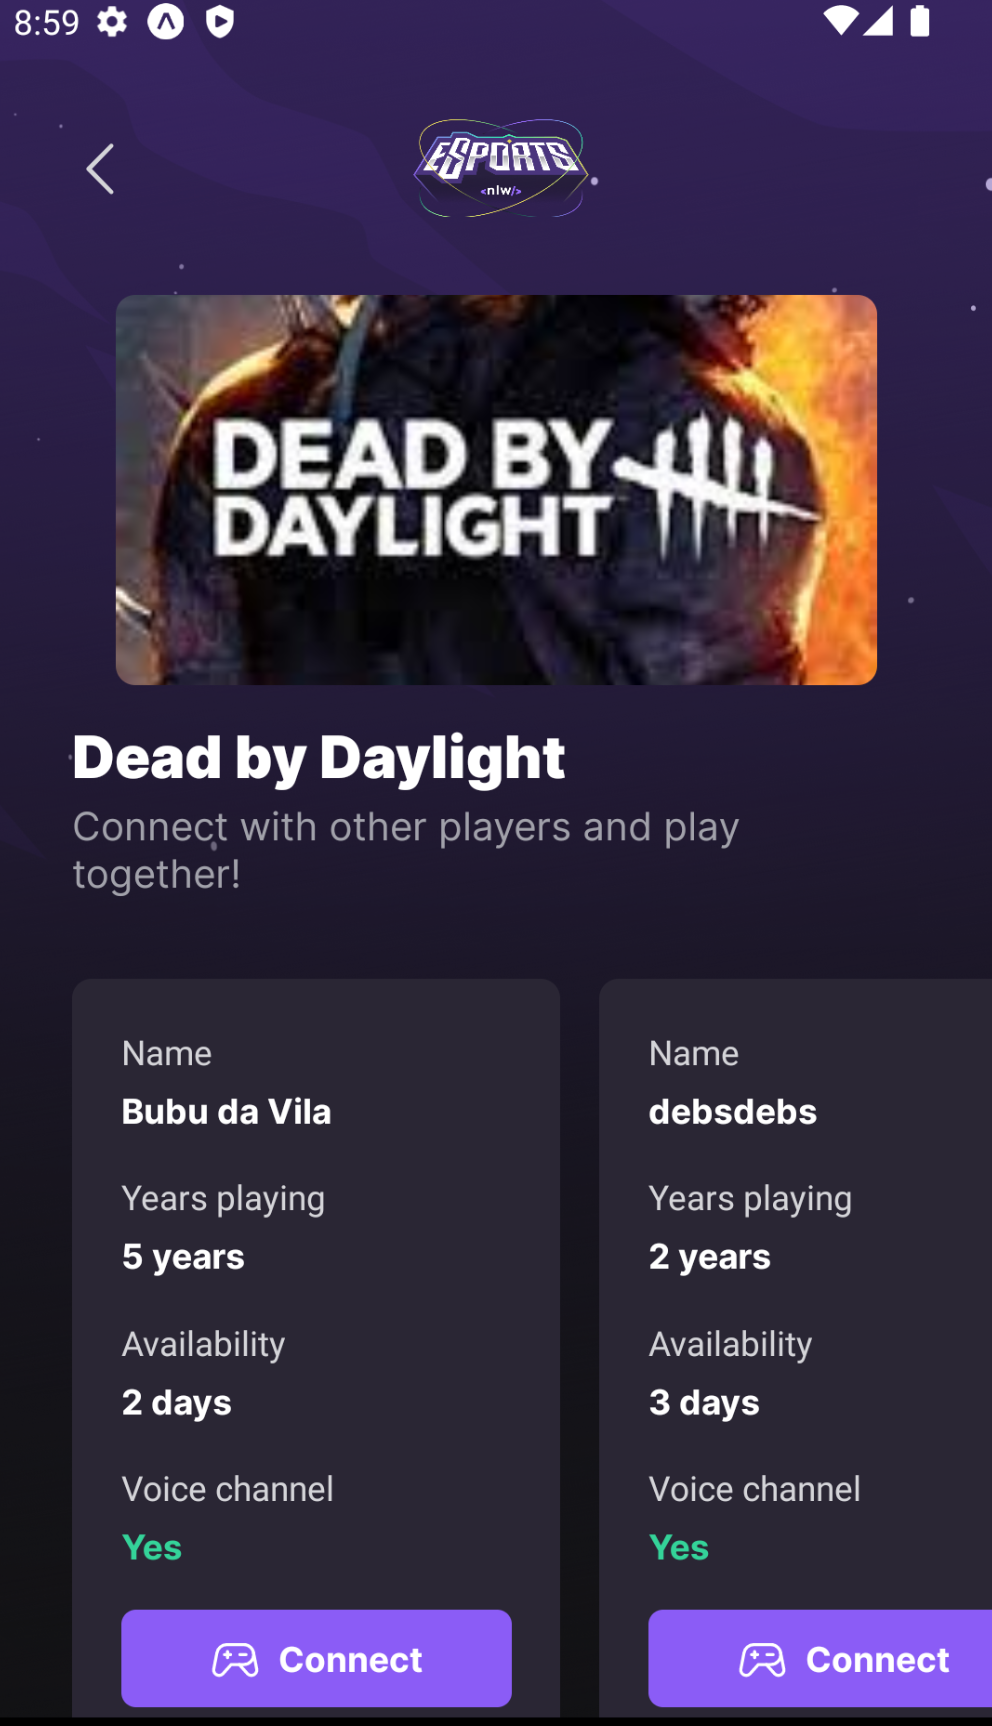 8:59
ESPORTS
<nlw/>
DEAD BY
DAYLIGHT
Dead by Daylight
Connect with other players and play
together!
Name
Bubu da Vila
Years playing
5 years
Availability
2 days
Voice channel
Yes
Connect
Name
debsdebs
Years playing
2 years
Availability
3 days
Voice channel
Yes
Connect